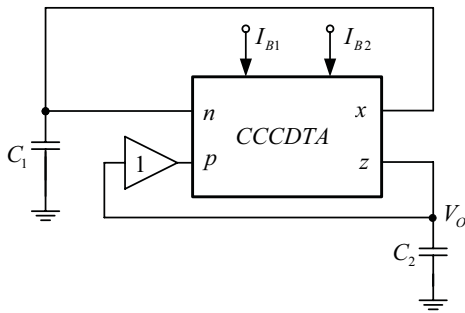 I_{B1} I_{B2}
n x
CCCDTA
C_1 1 p z
V_O
C_2